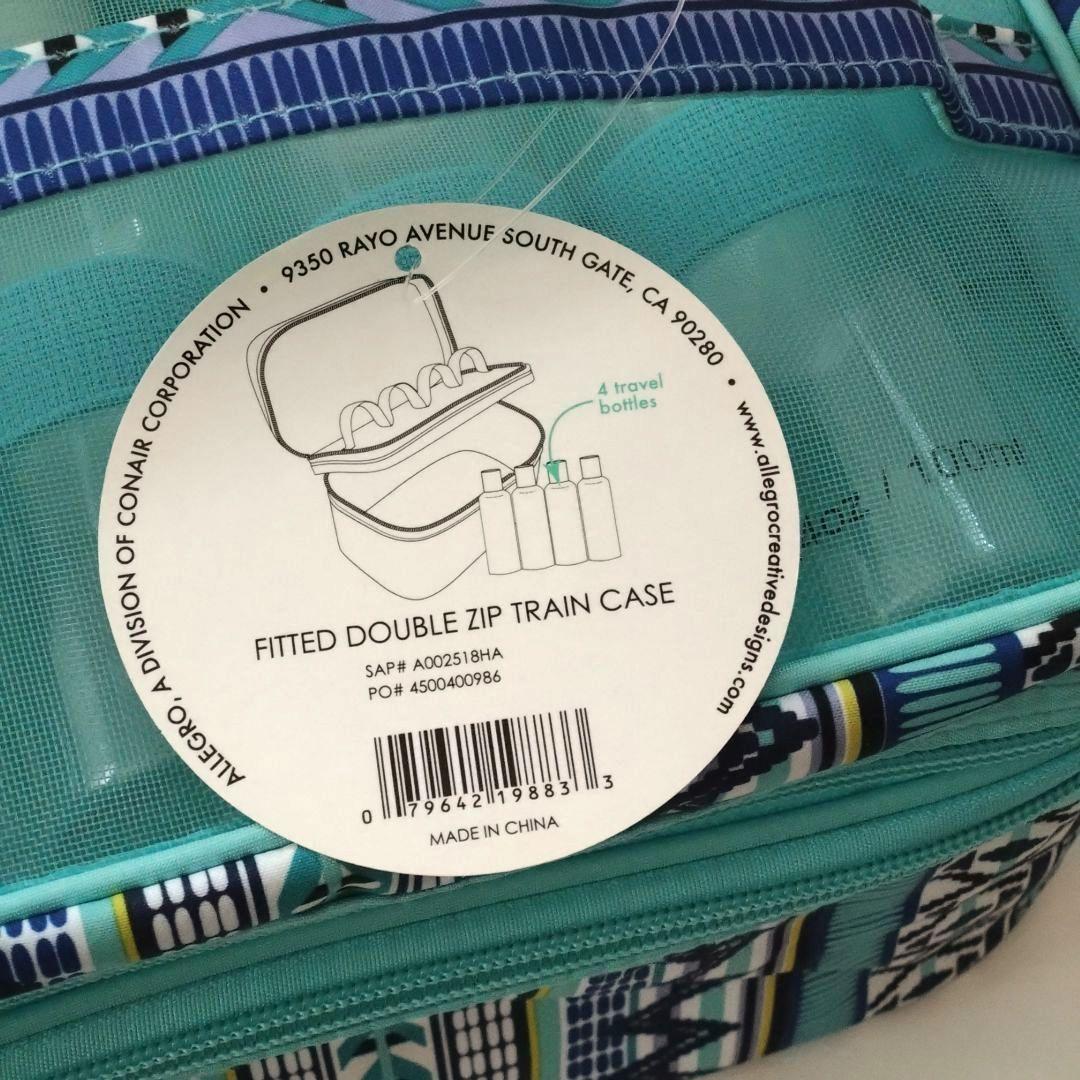 ALLEGRO, A DIVISION OF CONAIR CORPORATION • 9350 RAYO AVENUE SOUTH GATE, CA 90280 • www.allegrocreativedesigns.com
4 travel
bottles
FITTED DOUBLE ZIP TRAIN CASE
SAP# A002518HA
PO# 4500400986
0 79642 19883 3
MADE IN CHINA
oz / 100ml